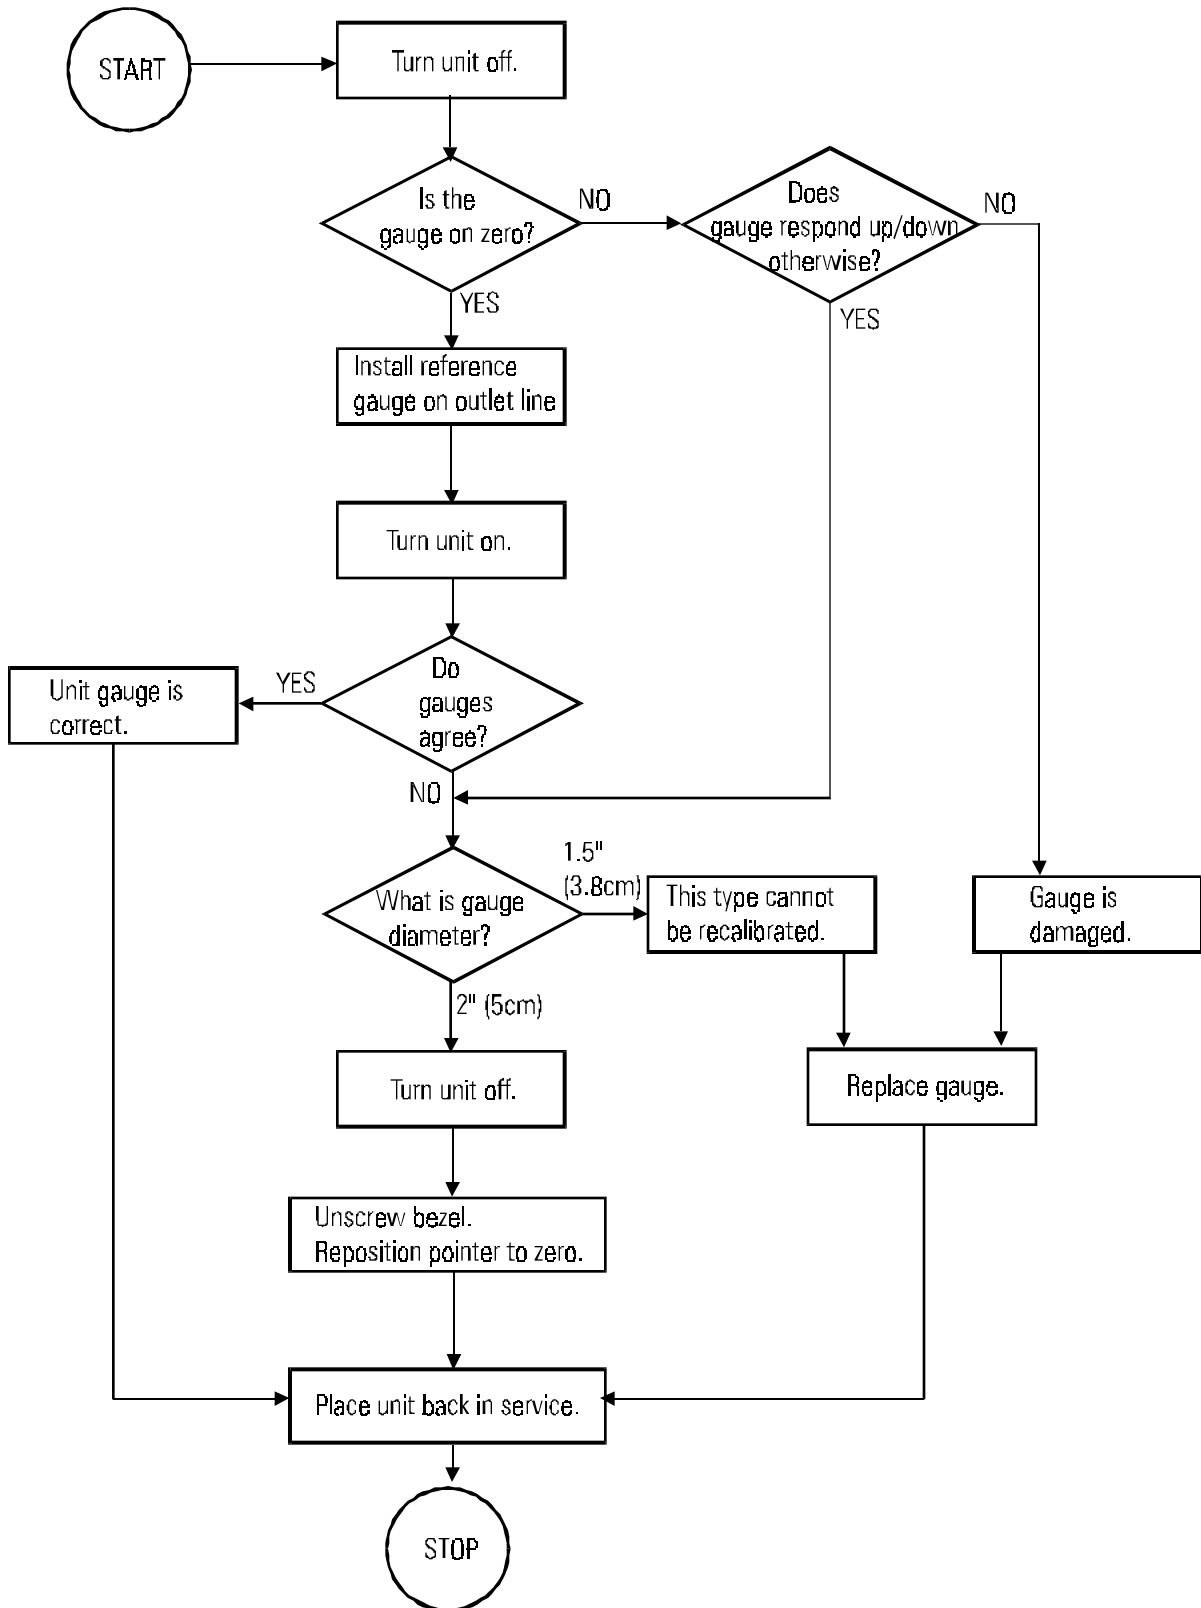 START
Turn unit off.
Is the
gauge on zero?
NO
Does
gauge respond up/down
otherwise?
NO
YES
YES
Install reference
gauge on outlet line
Turn unit on.
Do
gauges
agree?
YES
Unit gauge is
correct.
NO
What is gauge
diameter?
1.5"
(3.8cm)
This type cannot
be recalibrated.
Gauge is
damaged.
2" (5cm)
Turn unit off.
Replace gauge.
Unscrew bezel.
Reposition pointer to zero.
Place unit back in service.
STOP